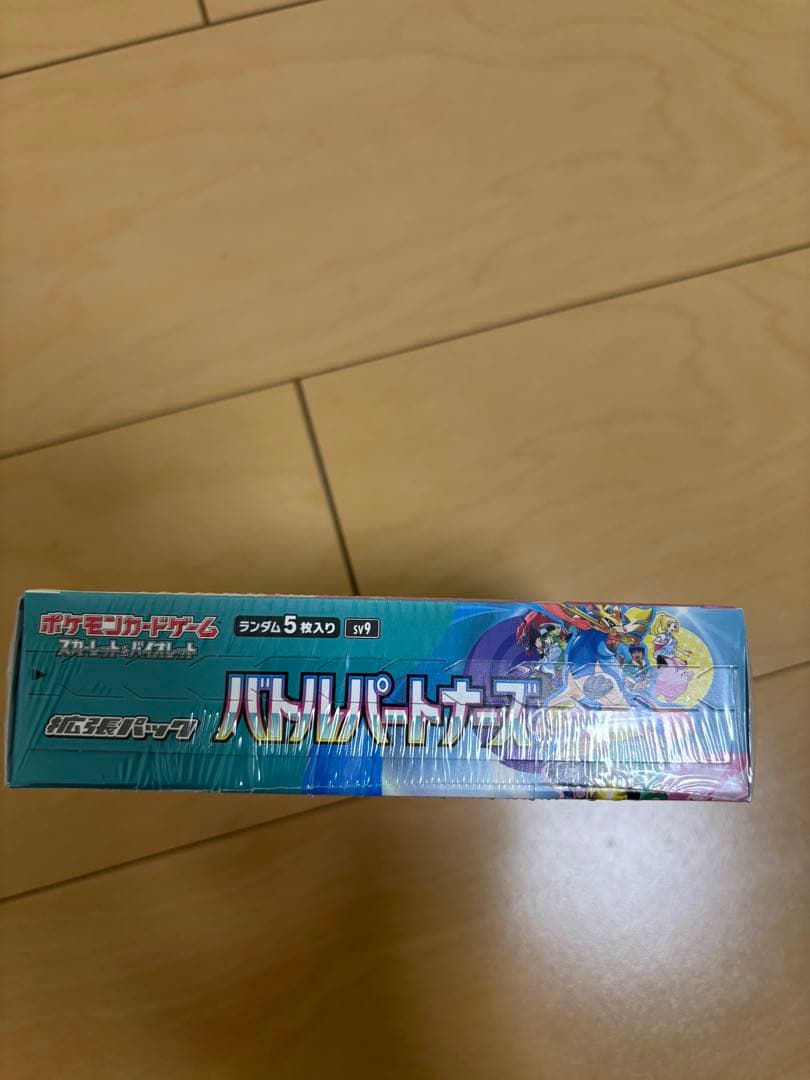 ポケモンカードゲーム
スカーレット&バイオレット
ランダム5枚入り
SV9
拡張パック
バトルパートナーズ